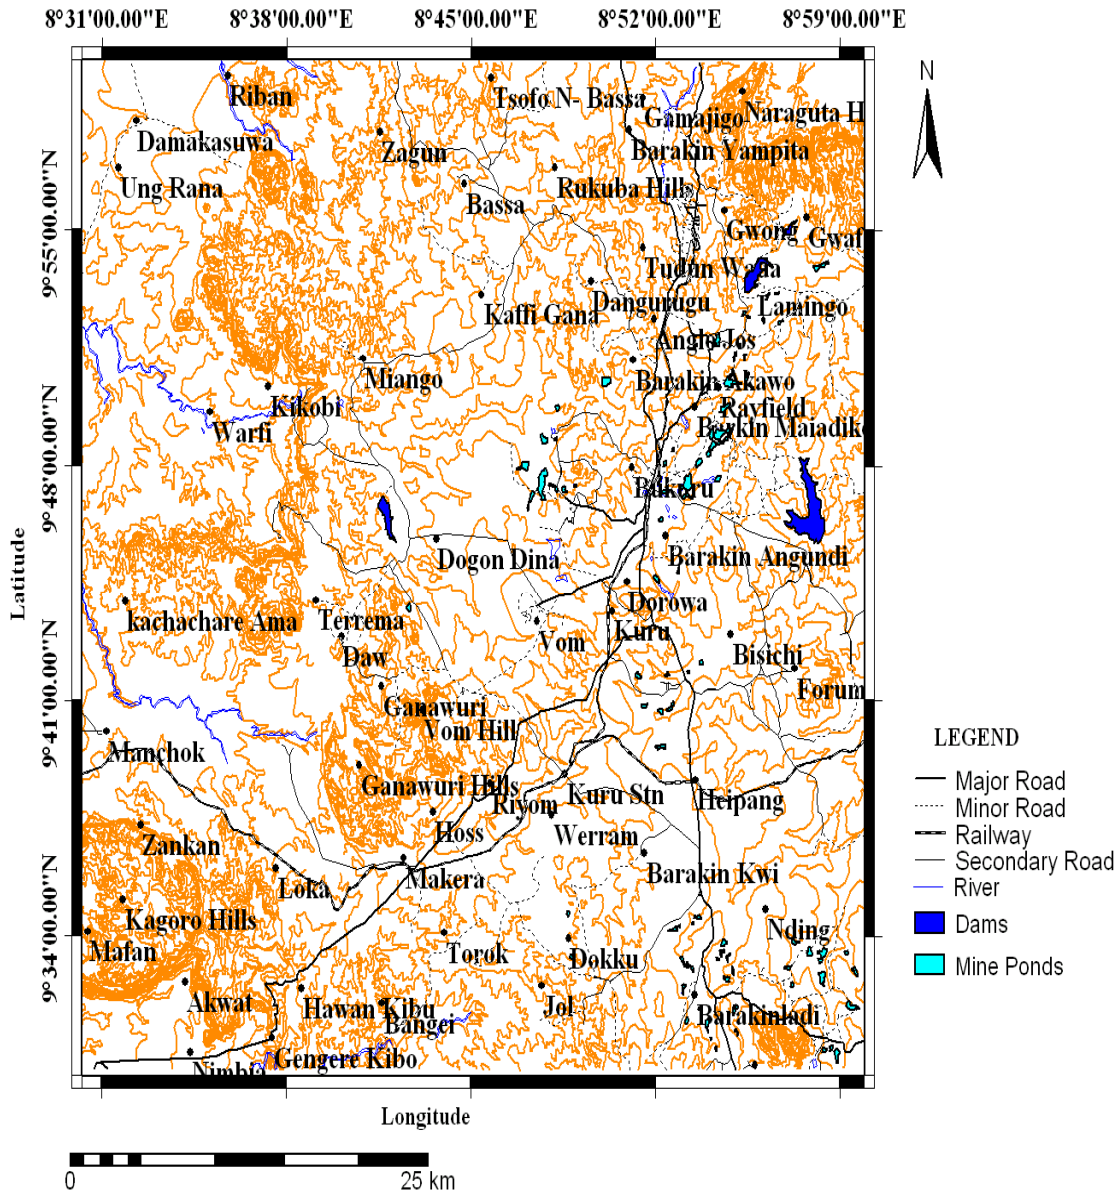 8°31'00.00"E 8°38'00.00"E 8°45'00.00"E 8°52'00.00"E 8°59'00.00"E
N
Riban
Tsofo N- Bassa
Gamajigo
Naraguta H
Damakasuwa
Zagun
Barakin Yampita
Ung Rana
Bassa
Rukuba Hills
9°55'00.00"N
Gwong
Gwaf
Tudun Wada
Kaffi Gana
Dangurugu
Lamingo
Anglo Jos
Miango
Barakin Akawo
Kikobi
Rayfield
Warfi
Barkin Maiadiko
9°48'00.00"N
Bukuru
Latitude
Dogon Dina
Barakin Angundi
kachachare Ama
Terrema
Dorowa
Vom
Kuru
Daw
Bisichi
9°41'00.00"N
Ganawuri
Forum
Vom Hill
Manchok
Ganawuri Hills
Kuru Stn
Heipang
Riyom
Hoss
Werram
Zankan
Loka
Makera
Barakin Kwi
Kagoro Hills
9°34'00.00"N
Mafan
Torok
Dokku
Nding
Akwat
Hawan Kibu
Jol
Barakinladi
Bangei
Gengere Kibo
Nimbia
Longitude
0 25 km
LEGEND
Major Road
Minor Road
Railway
Secondary Road
River
Dams
Mine Ponds